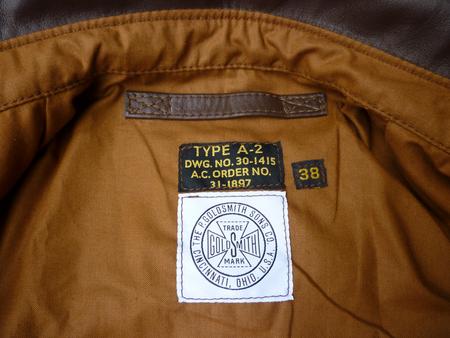 TYPE A-2
DWG. NO. 30-1415
A.C. ORDER NO.
31-1897
38
THE P. GOLDSMITH SONS CO.
TRADE
GOLDSMITH
MARK
CINCINNATI, OHIO, U.S.A.